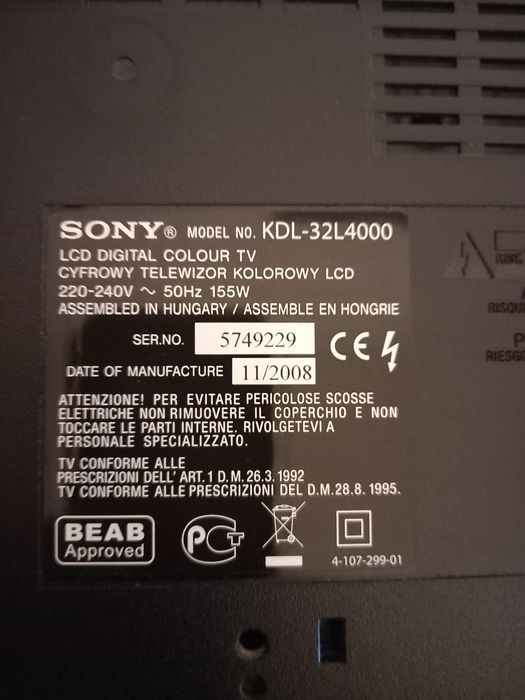 SONY® MODEL NO. KDL-32L4000
LCD DIGITAL COLOUR TV
CYFROWY TELEWIZOR KOLOROWY LCD
220-240V ~ 50Hz 155W
ASSEMBLED IN HUNGARY / ASSEMBLE EN HONGRIE
SER.NO. 5749229
CE
DATE OF MANUFACTURE 11/2008
ATTENZIONE! PER EVITARE PERICOLOSE SCOSSE
ELETTRICHE NON RIMUOVERE IL COPERCHIO E NON
TOCCARE LE PARTI INTERNE. RIVOLGETEVI A
PERSONALE SPECIALIZZATO.
TV CONFORME ALLE
PRESCRIZIONI DELL' ART.1 D.M.26.3.1992
TV CONFORME ALLE PRESCRIZIONI DEL D.M.28.8.1995.
BEAB
Approved
PCT
4-107-299-01